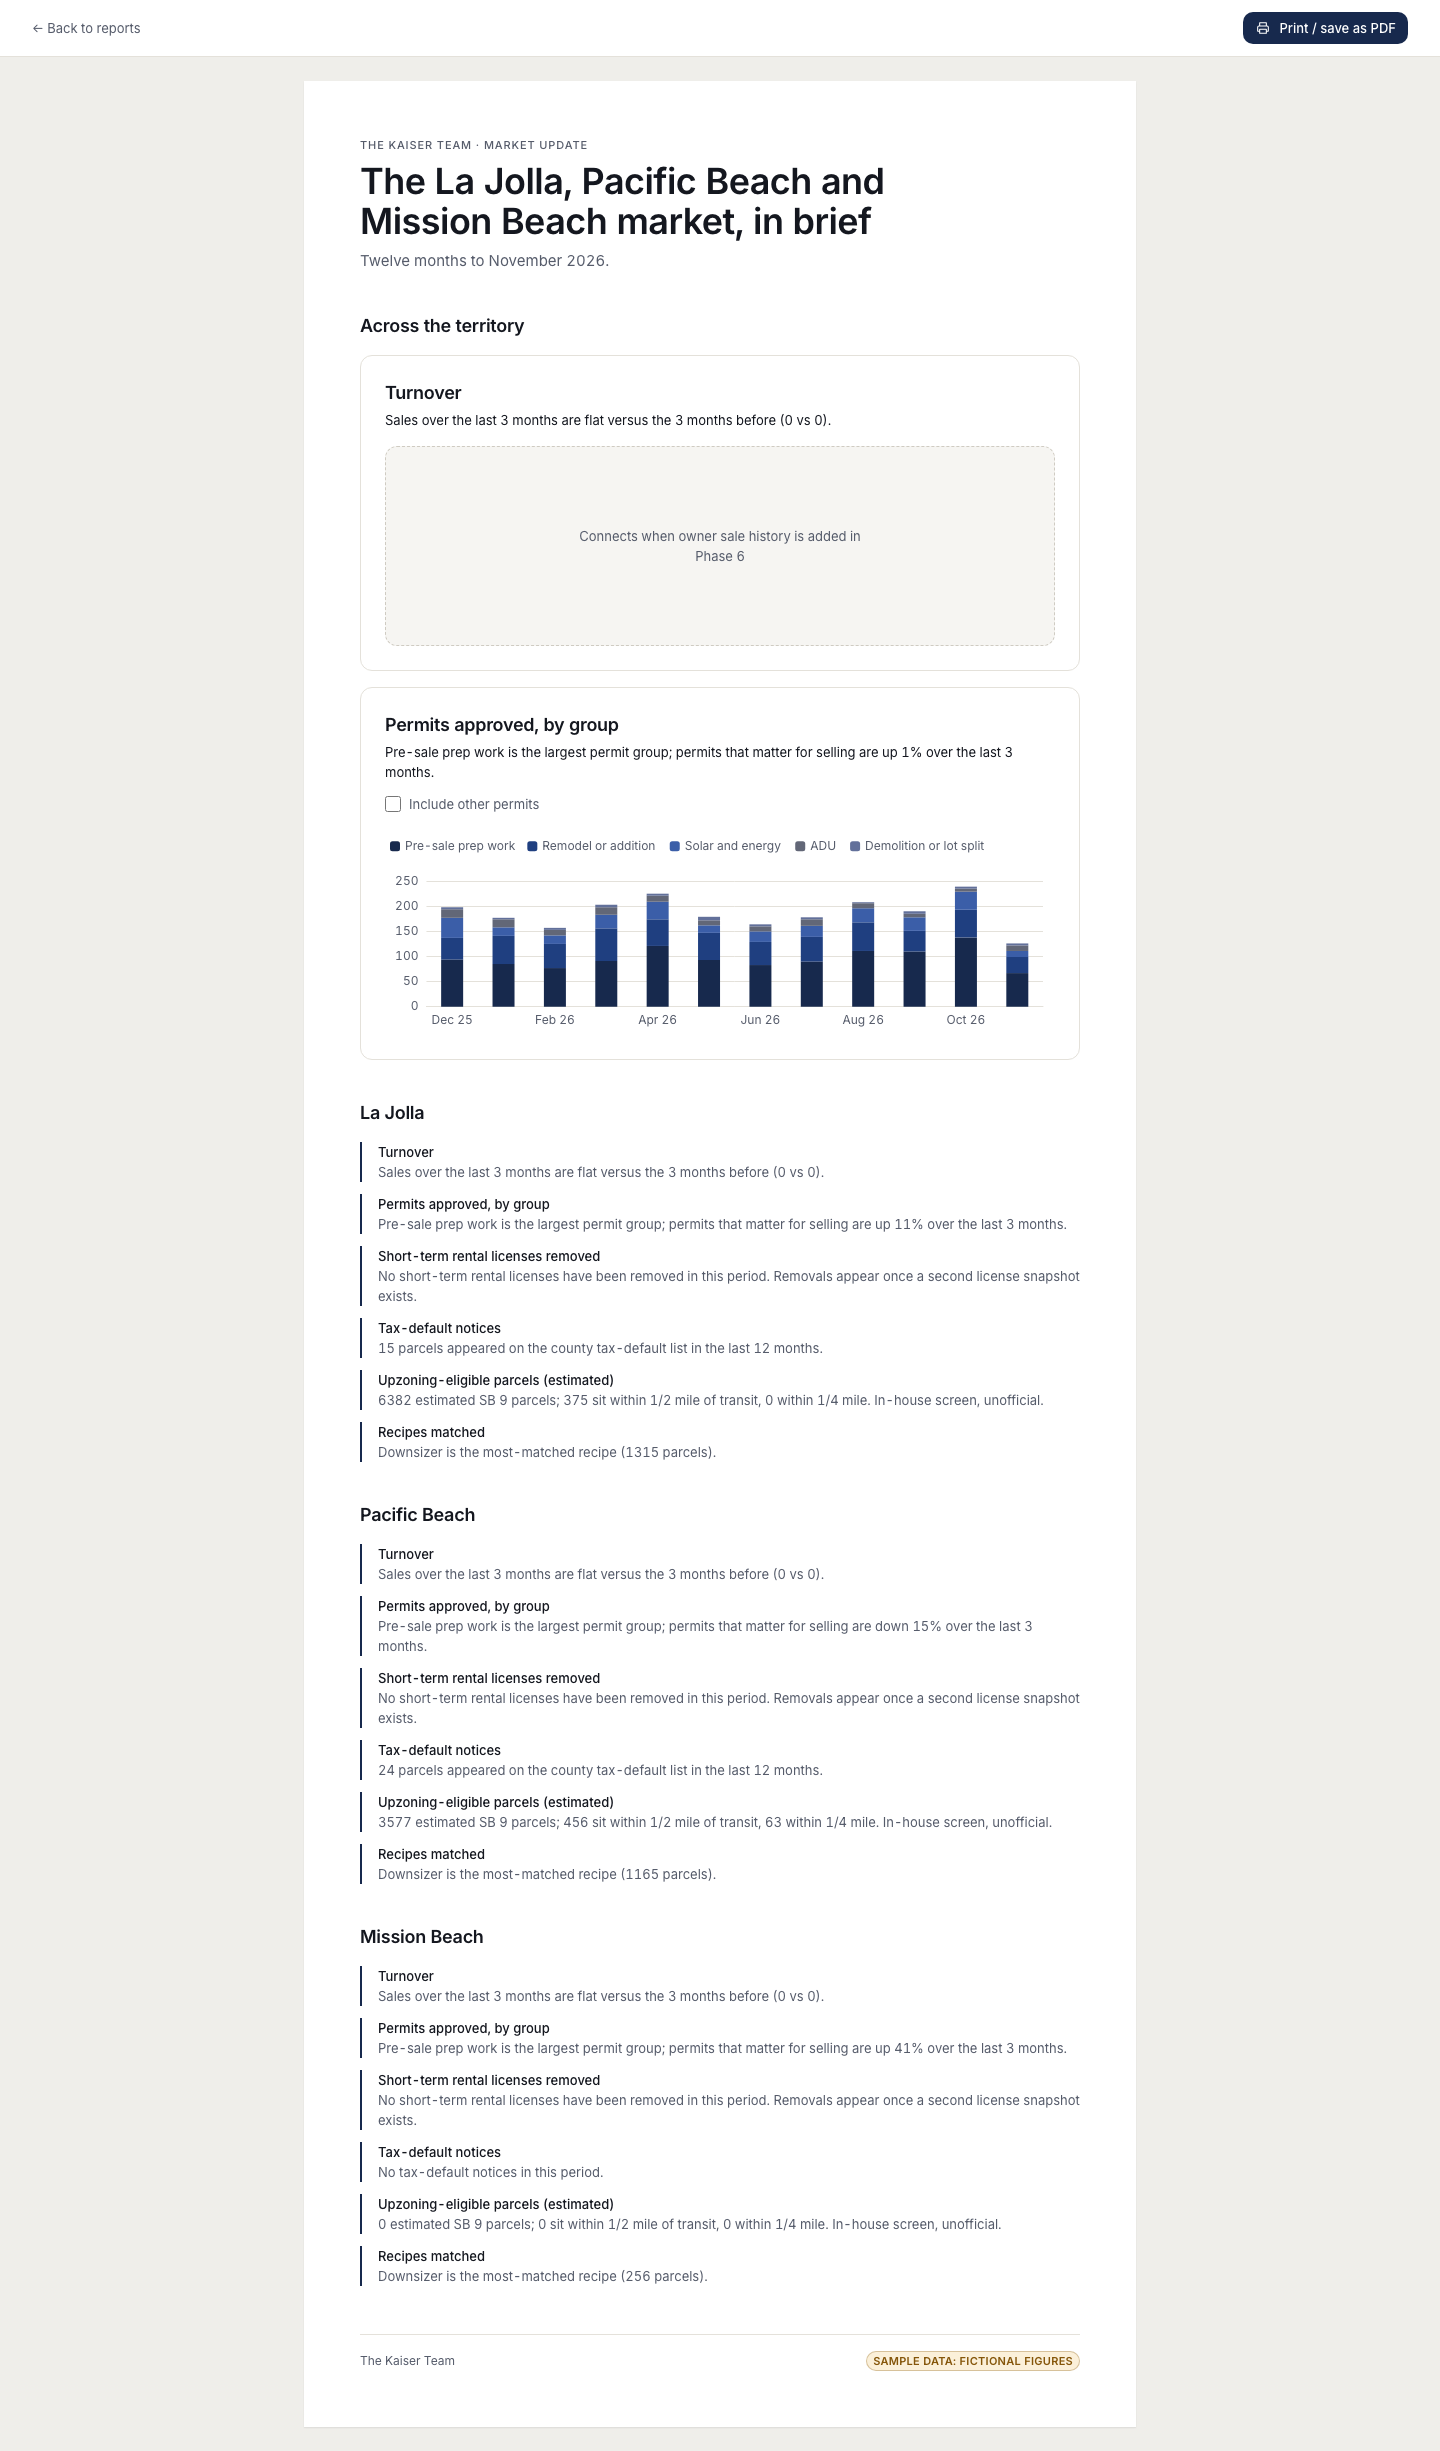 ← Back to reports
Print / save as PDF
THE KAISER TEAM · MARKET UPDATE
The La Jolla, Pacific Beach and
Mission Beach market, in brief
Twelve months to November 2026.
Across the territory
Turnover
Sales over the last 3 months are flat versus the 3 months before (0 vs 0).
Connects when owner sale history is added in
Phase 6
Permits approved, by group
Pre-sale prep work is the largest permit group; permits that matter for selling are up 1% over the last 3
months.
Include other permits
Pre-sale prep work Remodel or addition Solar and energy ADU Demolition or lot split
250
200
150
100
50
0
Dec 25 Feb 26 Apr 26 Jun 26 Aug 26 Oct 26
La Jolla
Turnover
Sales over the last 3 months are flat versus the 3 months before (0 vs 0).
Permits approved, by group
Pre-sale prep work is the largest permit group; permits that matter for selling are up 11% over the last 3 months.
Short-term rental licenses removed
No short-term rental licenses have been removed in this period. Removals appear once a second license snapshot
exists.
Tax-default notices
15 parcels appeared on the county tax-default list in the last 12 months.
Upzoning-eligible parcels (estimated)
6382 estimated SB 9 parcels; 375 sit within 1/2 mile of transit, 0 within 1/4 mile. In-house screen, unofficial.
Recipes matched
Downsizer is the most-matched recipe (1315 parcels).
Pacific Beach
Turnover
Sales over the last 3 months are flat versus the 3 months before (0 vs 0).
Permits approved, by group
Pre-sale prep work is the largest permit group; permits that matter for selling are down 15% over the last 3
months.
Short-term rental licenses removed
No short-term rental licenses have been removed in this period. Removals appear once a second license snapshot
exists.
Tax-default notices
24 parcels appeared on the county tax-default list in the last 12 months.
Upzoning-eligible parcels (estimated)
3577 estimated SB 9 parcels; 456 sit within 1/2 mile of transit, 63 within 1/4 mile. In-house screen, unofficial.
Recipes matched
Downsizer is the most-matched recipe (1165 parcels).
Mission Beach
Turnover
Sales over the last 3 months are flat versus the 3 months before (0 vs 0).
Permits approved, by group
Pre-sale prep work is the largest permit group; permits that matter for selling are up 41% over the last 3 months.
Short-term rental licenses removed
No short-term rental licenses have been removed in this period. Removals appear once a second license snapshot
exists.
Tax-default notices
No tax-default notices in this period.
Upzoning-eligible parcels (estimated)
0 estimated SB 9 parcels; 0 sit within 1/2 mile of transit, 0 within 1/4 mile. In-house screen, unofficial.
Recipes matched
Downsizer is the most-matched recipe (256 parcels).
The Kaiser Team
SAMPLE DATA: FICTIONAL FIGURES